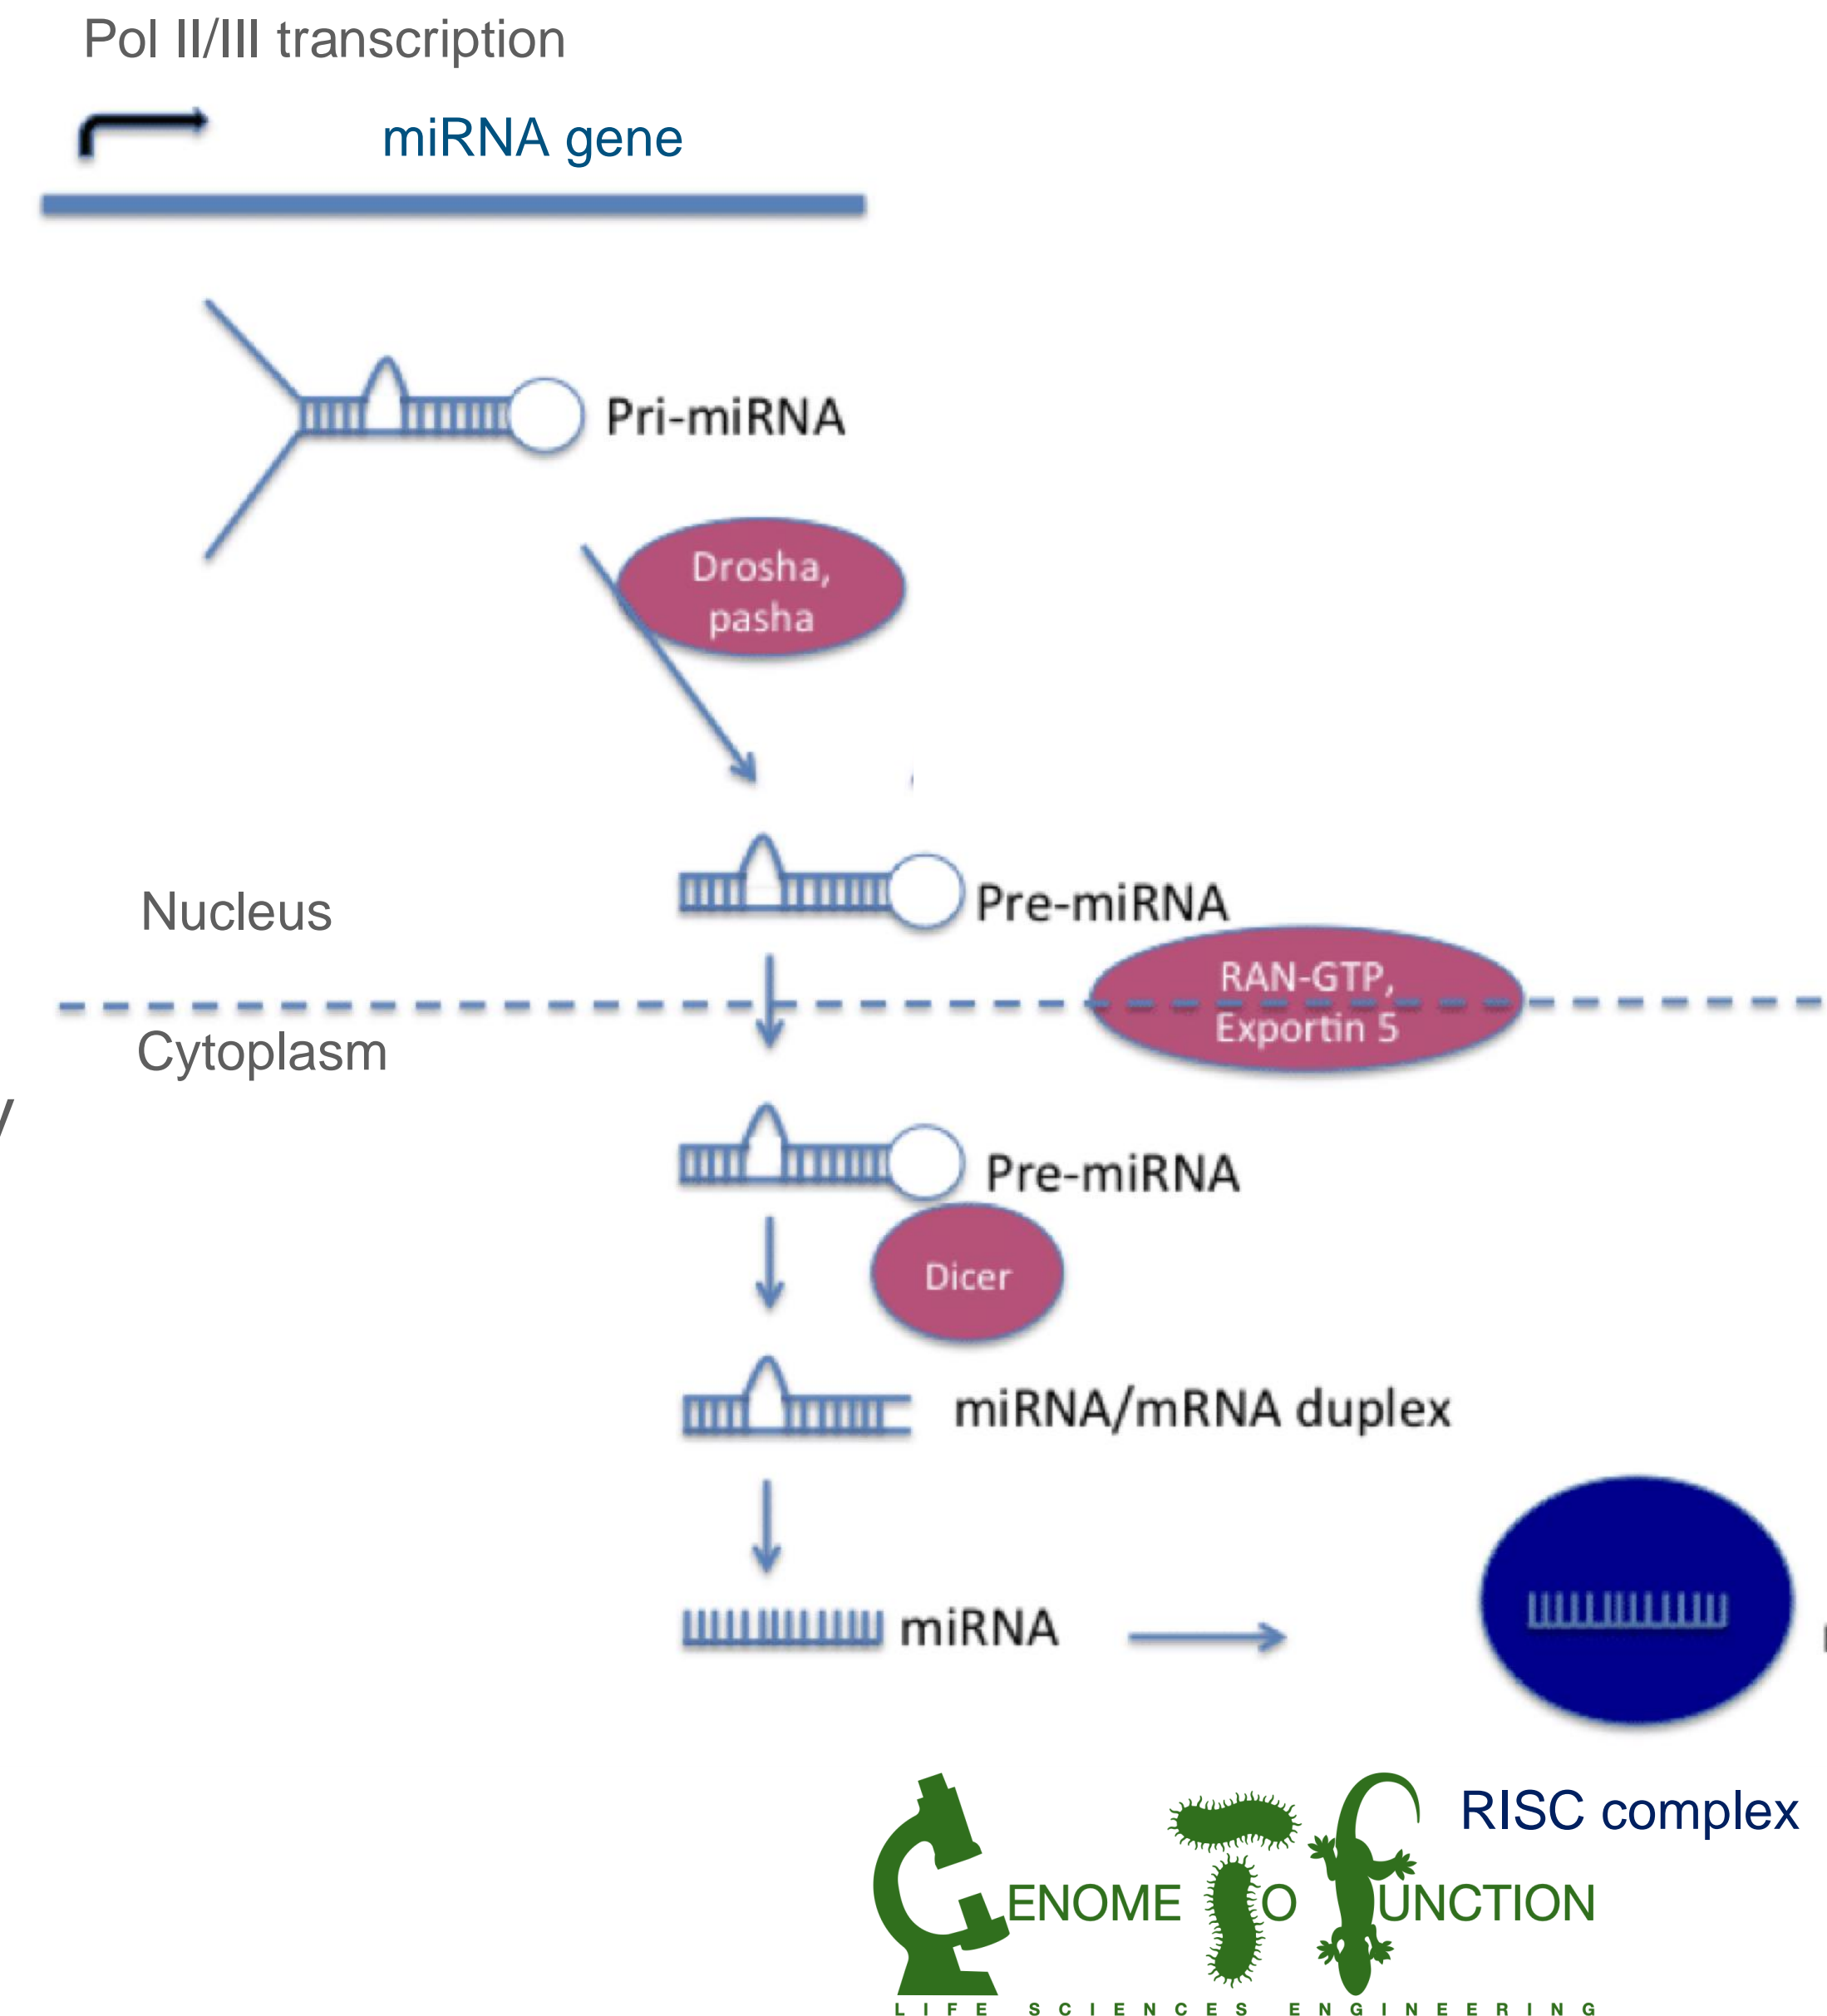 Pol II/III transcription
miRNA gene
Pri-miRNA
Drosha,
pasha
Nucleus
Pre-miRNA
RAN-GTP,
Exportin 5
Cytoplasm
Pre-miRNA
Dicer
miRNA/mRNA duplex
miRNA
RISC complex
ENOME TO FUNCTION
LIFE SCIENCES ENGINEERING